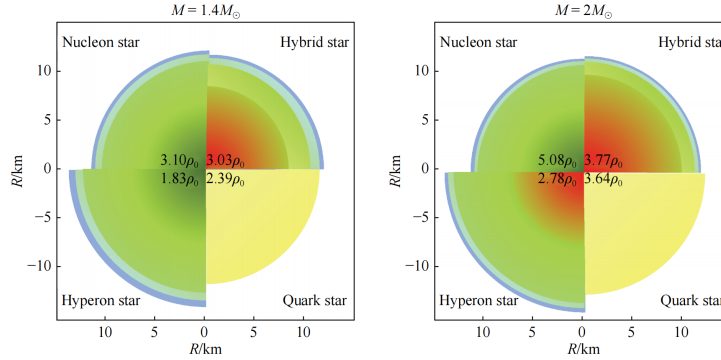 M = 1.4M⊙
Nucleon star
Hybrid star
R/km
10
5
0
−5
−10
3.10ρ₀
3.03ρ₀
1.83ρ₀
2.39ρ₀
Hyperon star
Quark star
10
5
0
5
10
R/km
M = 2M⊙
Nucleon star
Hybrid star
R/km
10
5
0
−5
−10
5.08ρ₀
3.77ρ₀
2.78ρ₀
3.64ρ₀
Hyperon star
Quark star
10
5
0
5
10
R/km